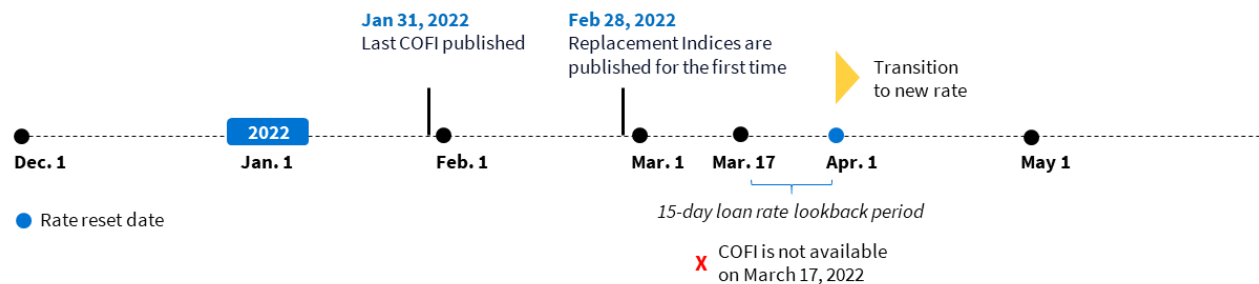 Jan 31, 2022
Last COFI published
Feb 28, 2022
Replacement Indices are
published for the first time
Transition
to new rate
2022
Dec. 1
Jan. 1
Feb. 1
Mar. 1
Mar. 17
Apr. 1
May 1
15-day loan rate lookback period
Rate reset date
X
COFI is not available
on March 17, 2022